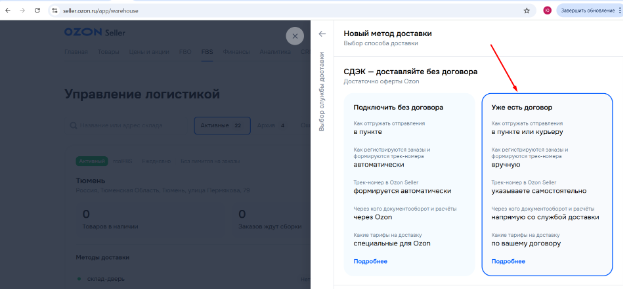 seller.ozon.ru/app/warehouse
Завершить обновление
OZON Seller
FBS
Управление логистикой
Активный
Тюмень
0
0
Товаров в наличии
Методы доставки
Выбор службы доставки
Новый метод доставки
Выбор способа доставки
СДЭК — доставляйте без договора
Достаточно оферты Ozon
Подключить без договора
Как отгружать отправления
в пункте
Как регистрируются заказы и
формируются трек-номера
автоматически
Трек-номер в Ozon Seller
формируется автоматически
Через кого документооборот и расчёты
через Ozon
Какие тарифы на доставку
специальные для Ozon
Подробнее
Уже есть договор
Как отгружать отправления
в пункте или курьеру
Как регистрируются заказы и
формируются трек-номера
вручную
Трек-номер в Ozon Seller
указываете самостоятельно
Через кого документооборот и расчёты
напрямую со службой доставки
Какие тарифы на доставку
по вашему договору
Подробнее